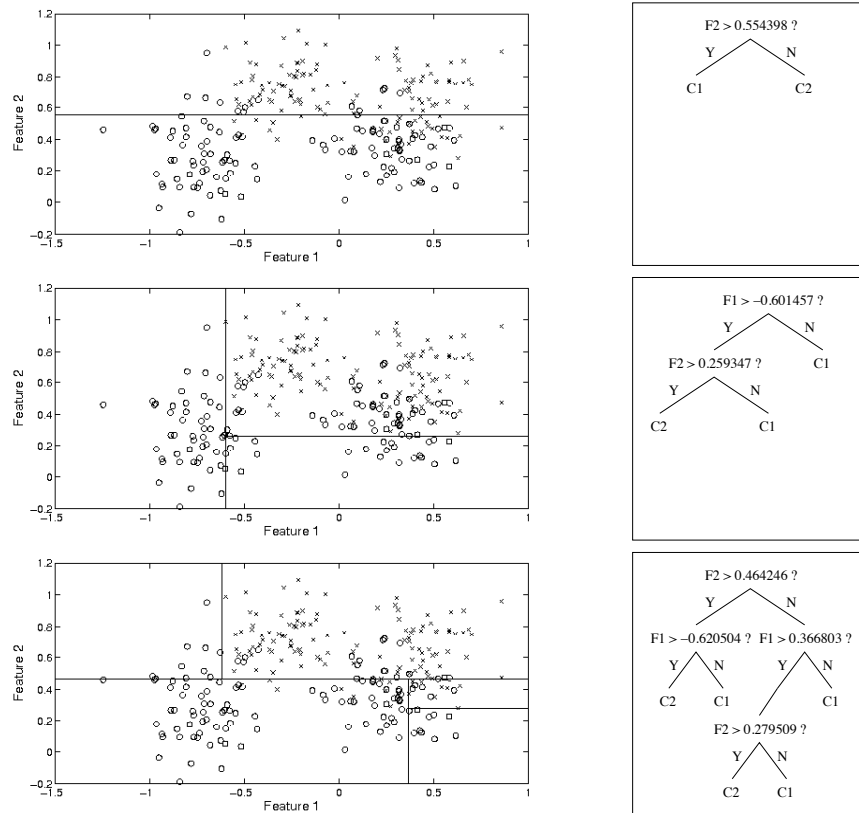 1.2
1
0.8
0.6
0.4
0.2
0
−0.2
−1.5 −1 −0.5 0 0.5 1
Feature 1
Feature 2
F2 > 0.554398 ?
Y N
C1 C2
1.2
1
0.8
0.6
0.4
0.2
0
−0.2
−1.5 −1 −0.5 0 0.5 1
Feature 1
Feature 2
F1 > −0.601457 ?
Y N
F2 > 0.259347 ? C1
Y N
C2 C1
1.2
1
0.8
0.6
0.4
0.2
0
−0.2
−1.5 −1 −0.5 0 0.5 1
Feature 1
Feature 2
F2 > 0.464246 ?
Y N
F1 > −0.620504 ? F1 > 0.366803 ?
Y N Y N
C2 C1 C1
F2 > 0.279509 ?
Y N
C2 C1